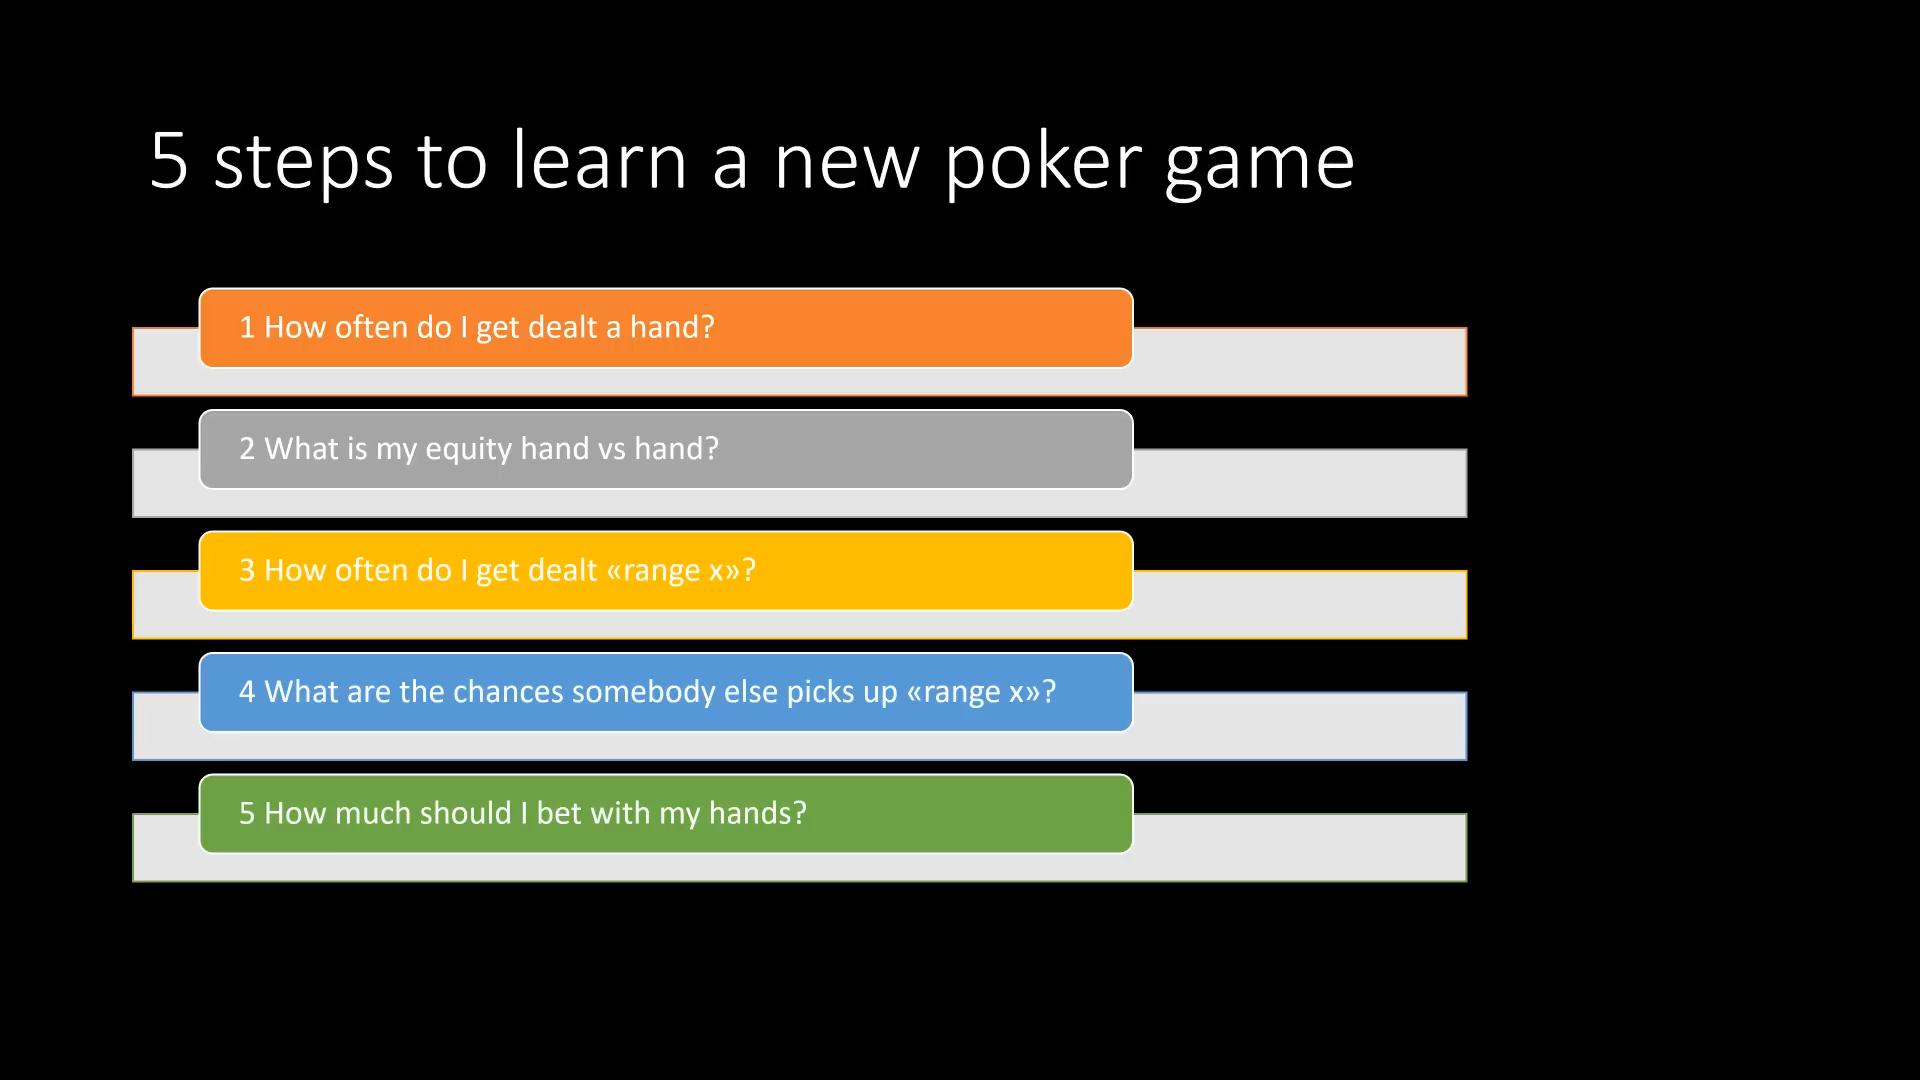 5 steps to learn a new poker game
1 How often do I get dealt a hand?
2 What is my equity hand vs hand?
3 How often do I get dealt «range x»?
4 What are the chances somebody else picks up «range x»?
5 How much should I bet with my hands?